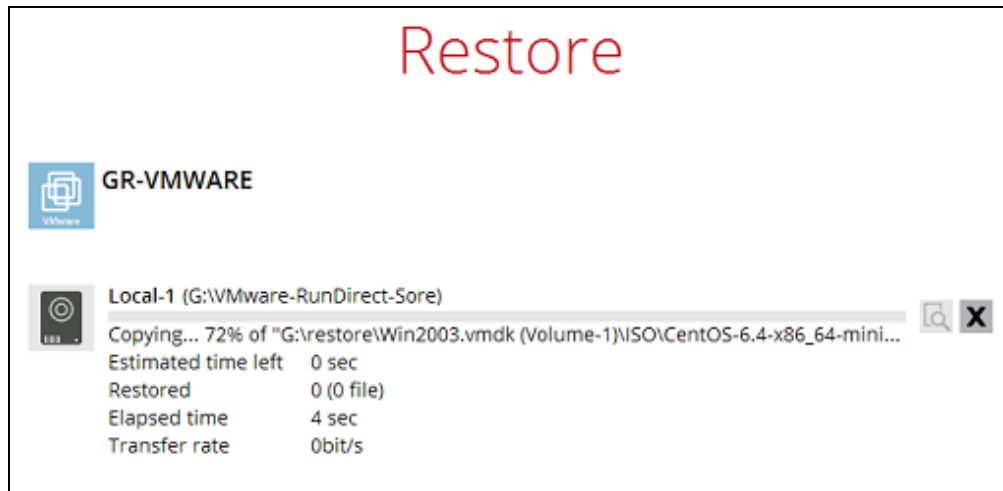 Restore
GR-VMWARE
VMware
Local-1 (G:\VMware-RunDirect-Sore)
Copying... 72% of "G:\restore\Win2003.vmdk (Volume-1)\ISO\CentOS-6.4-x86_64-mini...
Estimated time left 0 sec
Restored 0 (0 file)
Elapsed time 4 sec
Transfer rate 0bit/s